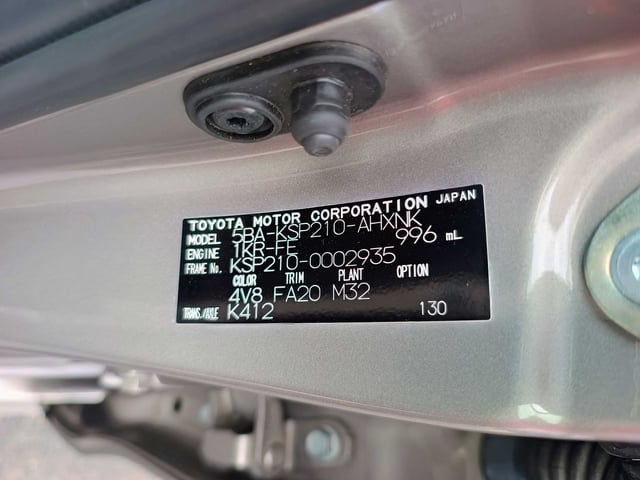 TOYOTA MOTOR CORPORATION JAPAN
MODEL 5BA-KSP210-AHXNK
ENGINE 1KR-FE 996 mL
FRAME No. KSP210-0002935
COLOR TRIM PLANT OPTION
4V8 FA20 M32
TRANS./AXLE K412 130